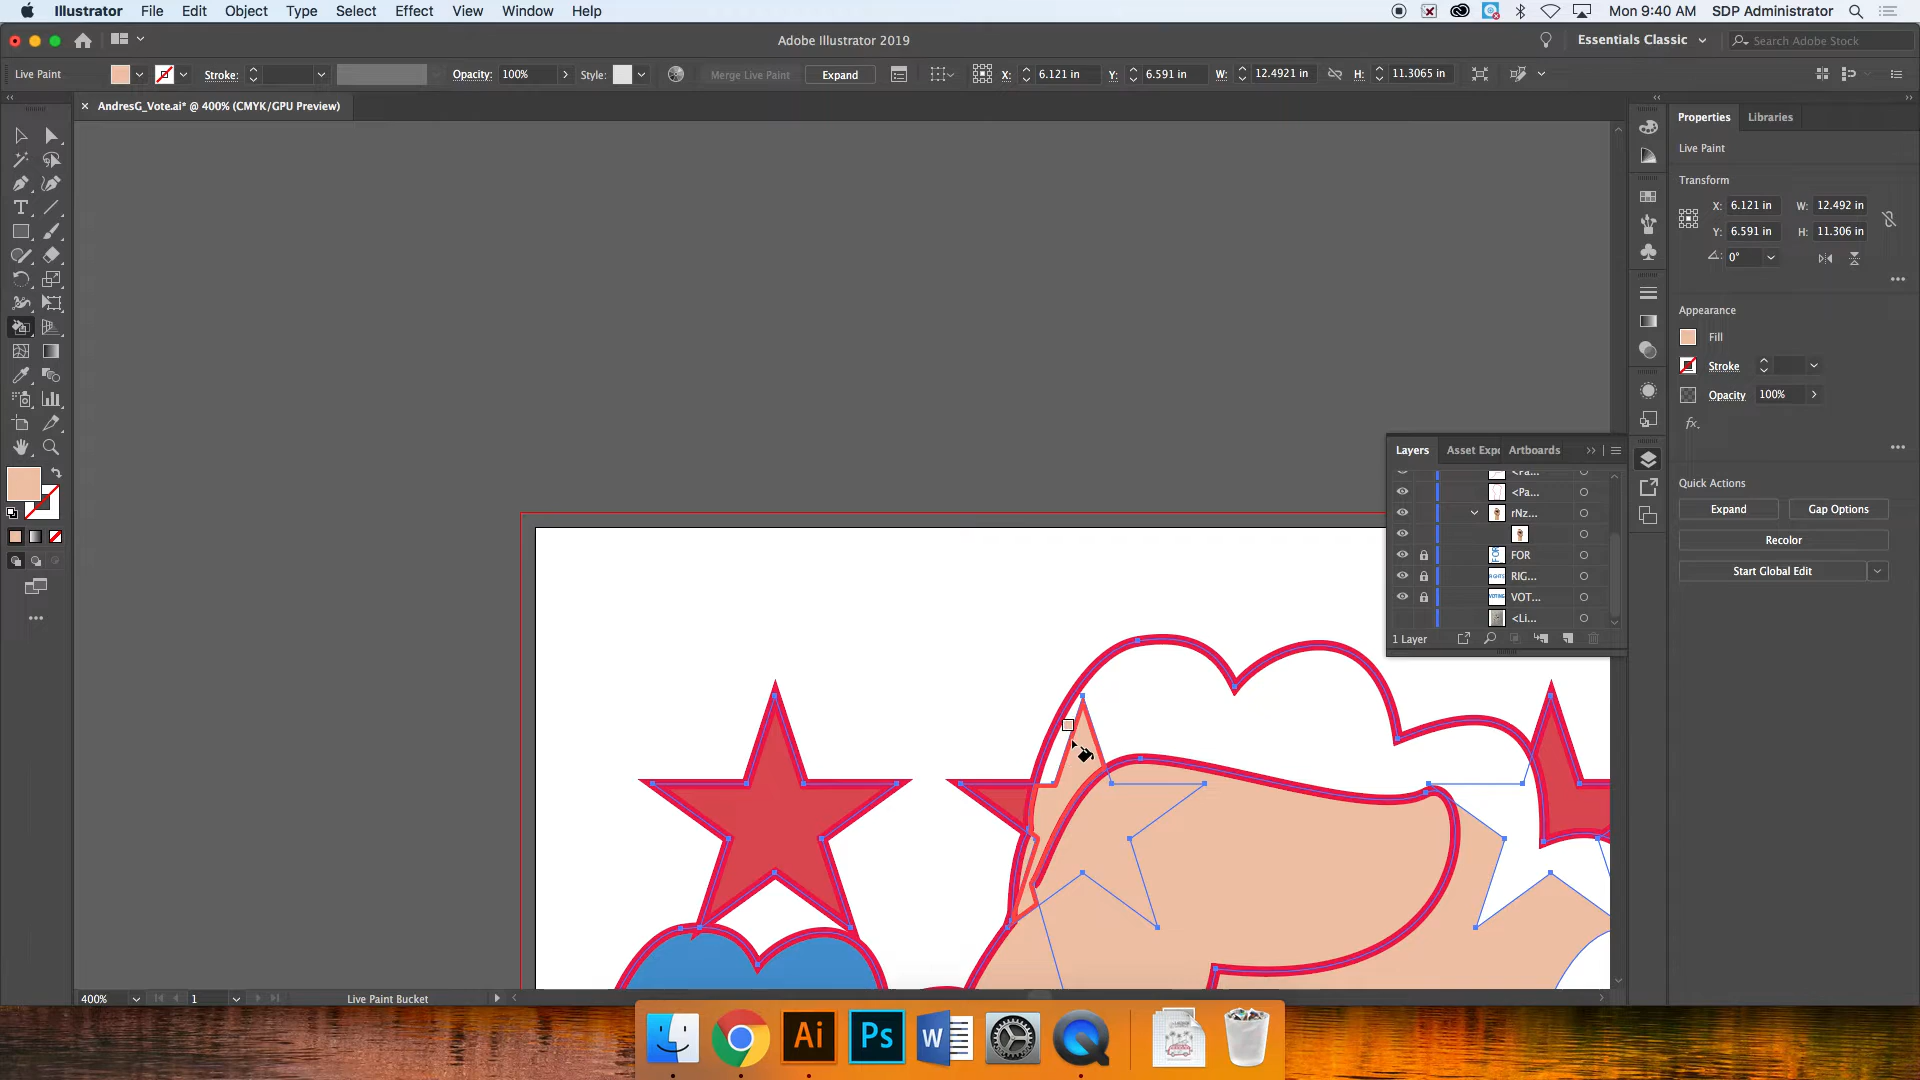 Illustrator File Edit Object Type Select Effect View Window Help
Mon 9:40 AM SDP Administrator
Adobe Illustrator 2019
Essentials Classic
Search Adobe Stock
Live Paint Stroke: Opacity: 100% Style: Merge Live Paint Expand X: 6.121 in Y: 6.591 in W: 12.4921 in H: 11.3065 in
AndresG_Vote.ai* @ 400% (CMYK/GPU Preview)
Properties Libraries
Live Paint
Transform
X: 6.121 in W: 12.492 in
Y: 6.591 in H: 11.306 in
0°
Appearance
Fill
Stroke
Opacity 100%
fx.
Quick Actions
Expand Gap Options
Recolor
Start Global Edit
Layers Asset Expo Artboards
<Pa...
<Pa...
rNz...
FOR
RIG...
VOT...
<Li...
1 Layer
400% 1 Live Paint Bucket
Ai Ps W